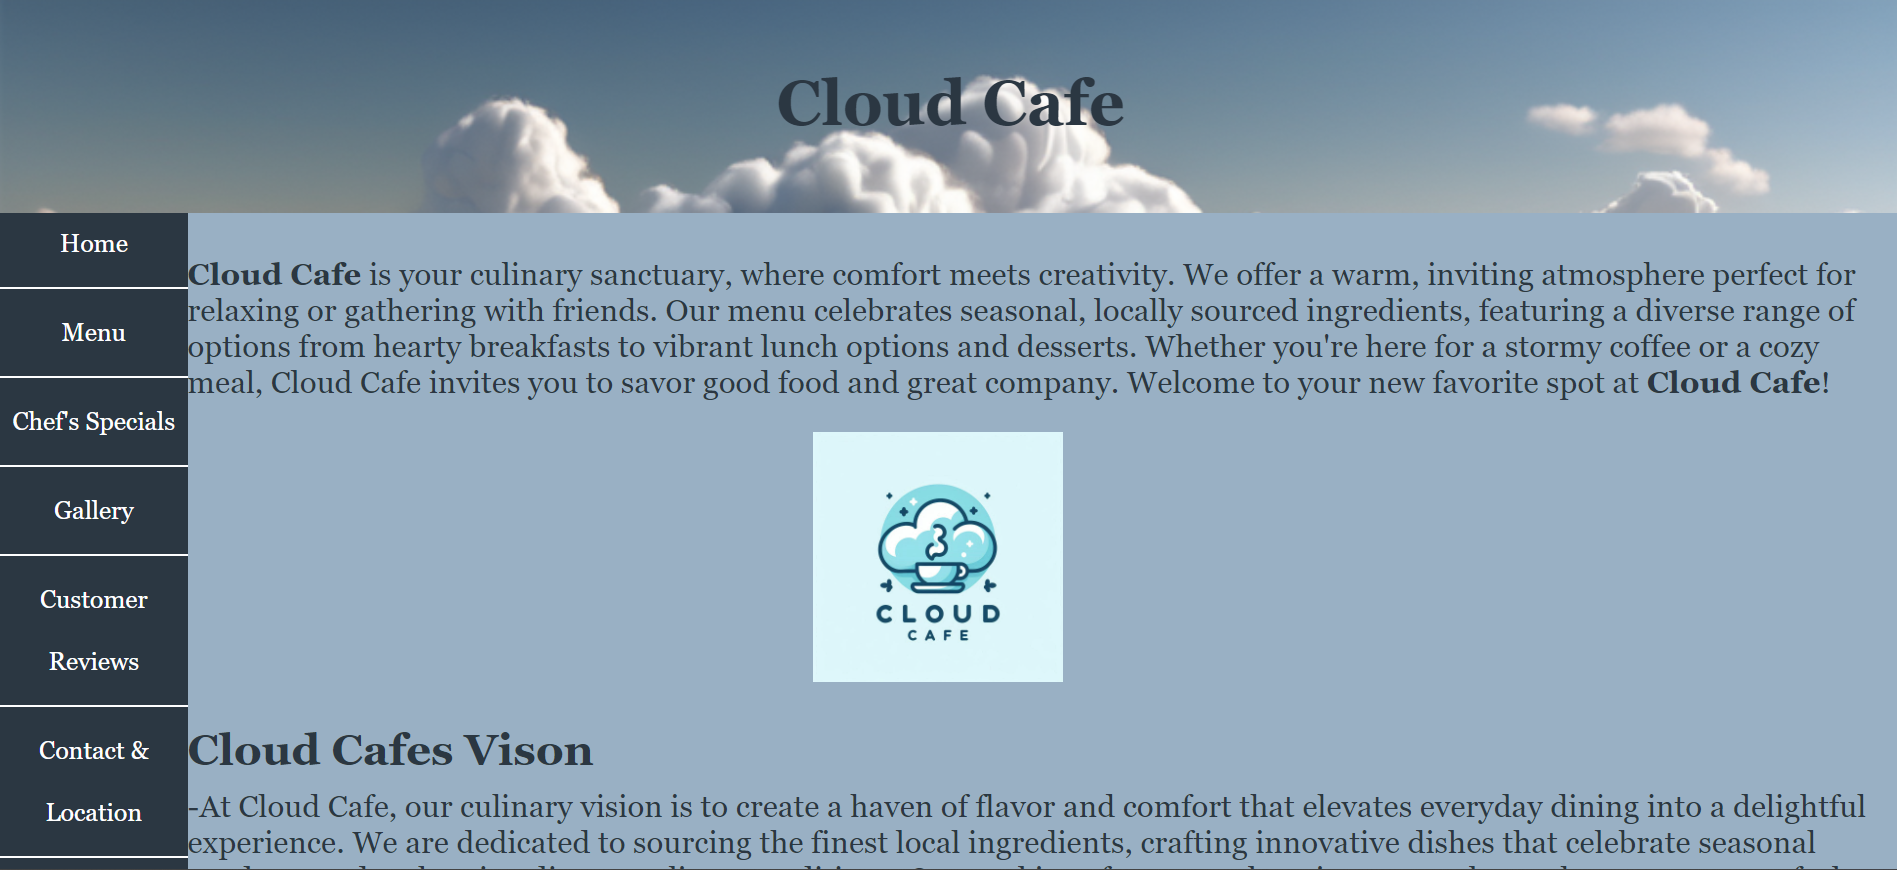 Cloud Cafe
Home
Menu
Chef's Specials
Gallery
Customer
Reviews
Contact &
Location
Cloud Cafe is your culinary sanctuary, where comfort meets creativity. We offer a warm, inviting atmosphere perfect for
relaxing or gathering with friends. Our menu celebrates seasonal, locally sourced ingredients, featuring a diverse range of
options from hearty breakfasts to vibrant lunch options and desserts. Whether you're here for a stormy coffee or a cozy
meal, Cloud Cafe invites you to savor good food and great company. Welcome to your new favorite spot at Cloud Cafe!
CLOUD
CAFE
Cloud Cafes Vison
-At Cloud Cafe, our culinary vision is to create a haven of flavor and comfort that elevates everyday dining into a delightful
experience. We are dedicated to sourcing the finest local ingredients, crafting innovative dishes that celebrate seasonal